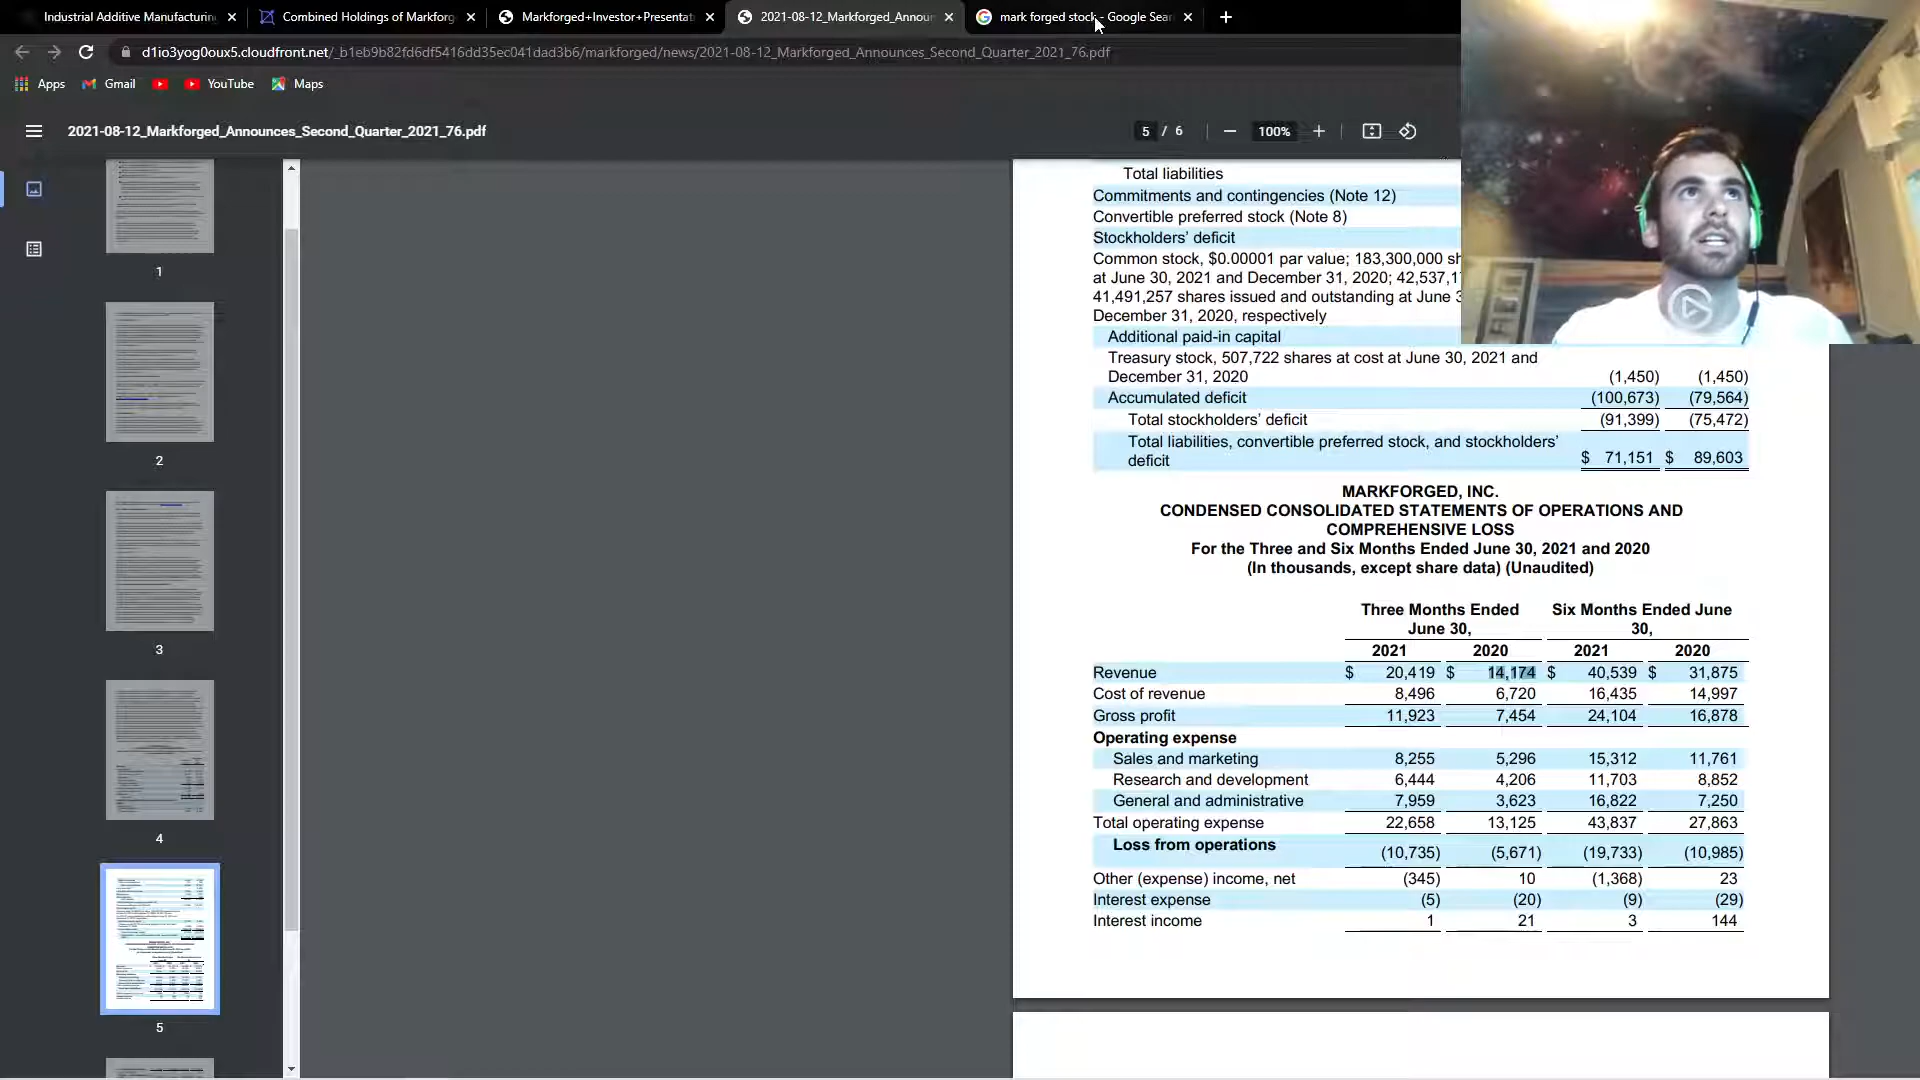 Industrial Additive Manufacturin
Combined Holdings of Markforg
Markforged+Investor+Presentat
2021-08-12_Markforged_Announ
mark forged stock - Google Sear
d1io3yog0oux5.cloudfront.net/_b1eb9b82fd6df5416dd35ec041dad3b6/markforged/news/2021-08-12_Markforged_Announces_Second_Quarter_2021_76.pdf
Apps Gmail YouTube Maps
2021-08-12_Markforged_Announces_Second_Quarter_2021_76.pdf
5 / 6 100%
1
2
3
4
5
Total liabilities
Commitments and contingencies (Note 12)
Convertible preferred stock (Note 8)
Stockholders' deficit
Common stock, $0.00001 par value; 183,300,000 sh
at June 30, 2021 and December 31, 2020; 42,537,1
41,491,257 shares issued and outstanding at June
December 31, 2020, respectively
Additional paid-in capital
Treasury stock, 507,722 shares at cost at June 30, 2021 and
December 31, 2020 (1,450) (1,450)
Accumulated deficit (100,673) (79,564)
Total stockholders' deficit (91,399) (75,472)
Total liabilities, convertible preferred stock, and stockholders'
deficit $ 71,151 $ 89,603
MARKFORGED, INC.
CONDENSED CONSOLIDATED STATEMENTS OF OPERATIONS AND
COMPREHENSIVE LOSS
For the Three and Six Months Ended June 30, 2021 and 2020
(In thousands, except share data) (Unaudited)
Three Months Ended Six Months Ended June
June 30, 30,
2021 2020 2021 2020
Revenue $ 20,419 $ 14,174 $ 40,539 $ 31,875
Cost of revenue 8,496 6,720 16,435 14,997
Gross profit 11,923 7,454 24,104 16,878
Operating expense
Sales and marketing 8,255 5,296 15,312 11,761
Research and development 6,444 4,206 11,703 8,852
General and administrative 7,959 3,623 16,822 7,250
Total operating expense 22,658 13,125 43,837 27,863
Loss from operations (10,735) (5,671) (19,733) (10,985)
Other (expense) income, net (345) 10 (1,368) 23
Interest expense (5) (20) (9) (29)
Interest income 1 21 3 144